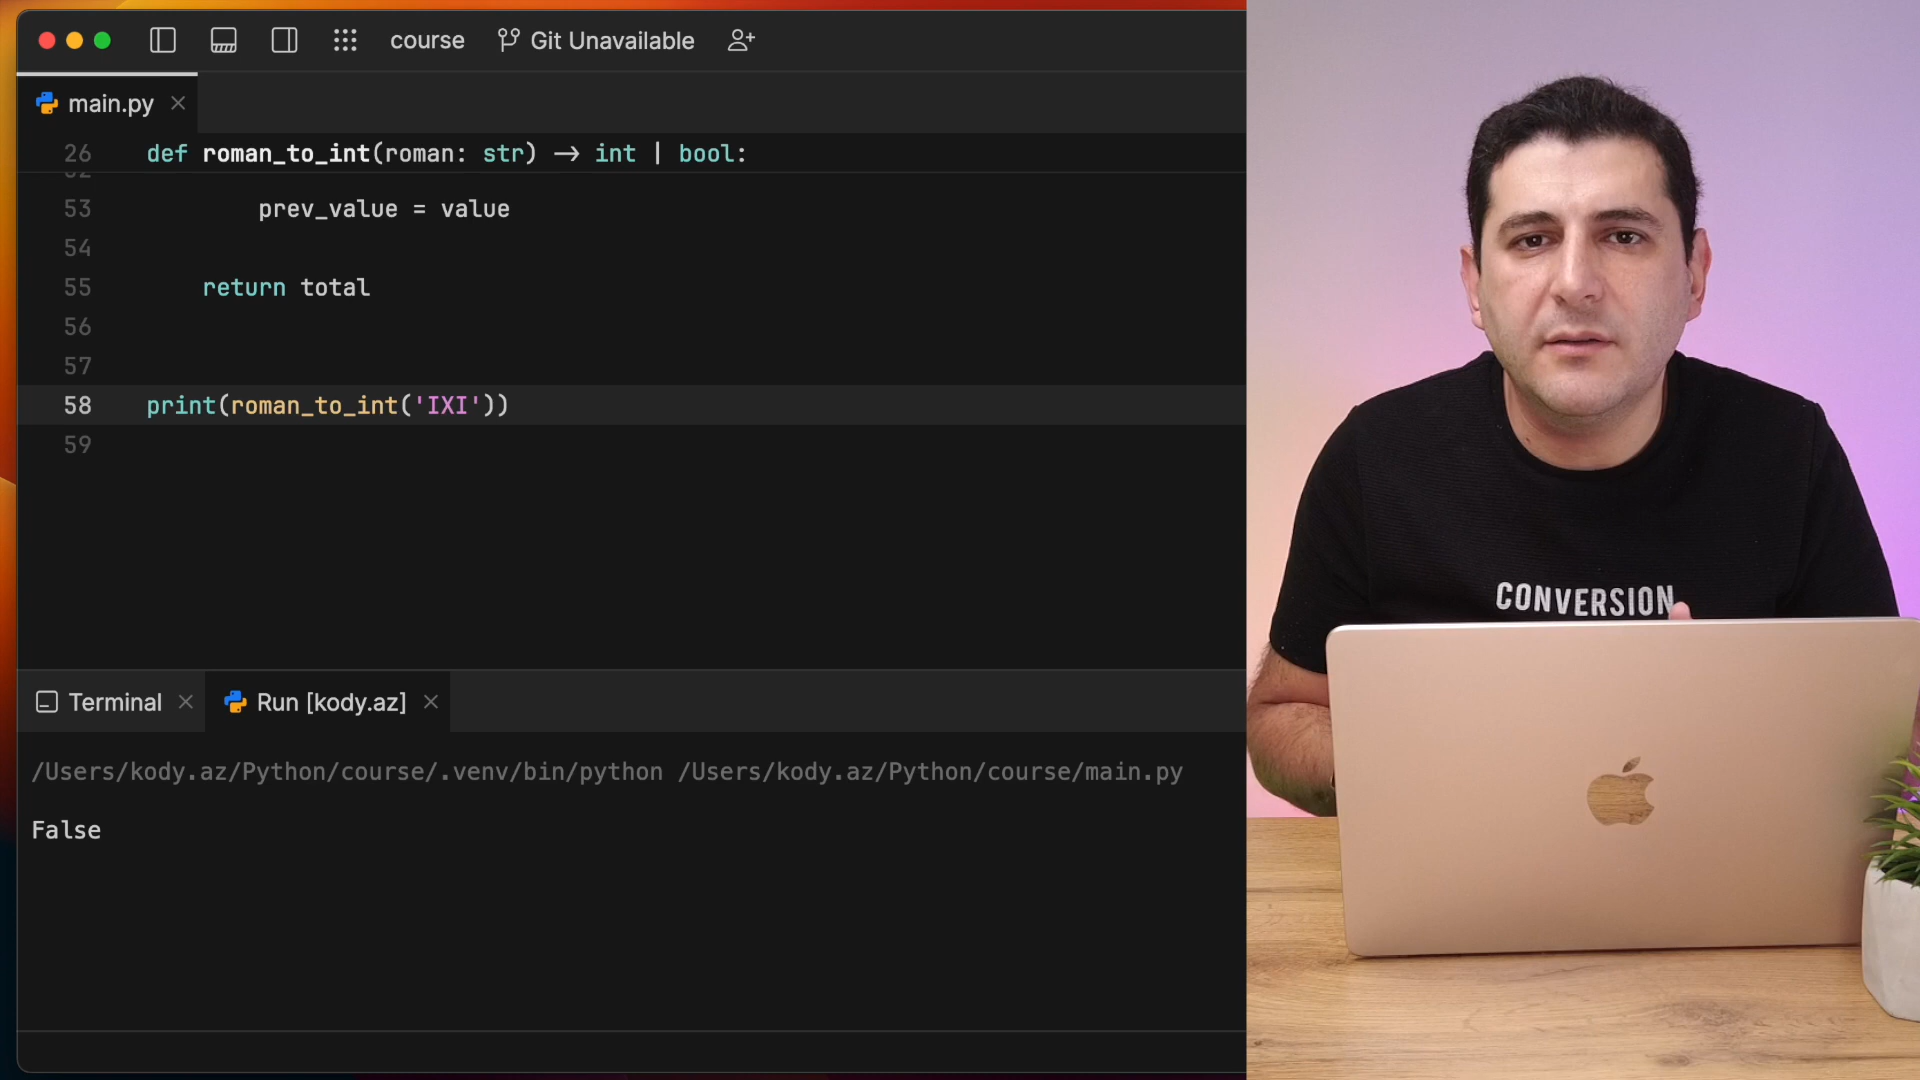 course Git Unavailable
main.py
26 def roman_to_int(roman: str) → int | bool:
53 prev_value = value
54
55 return total
56
57
58 print(roman_to_int('IXI'))
59
Terminal Run [kody.az]
/Users/kody.az/Python/course/.venv/bin/python /Users/kody.az/Python/course/main.py
False
CONVERSION